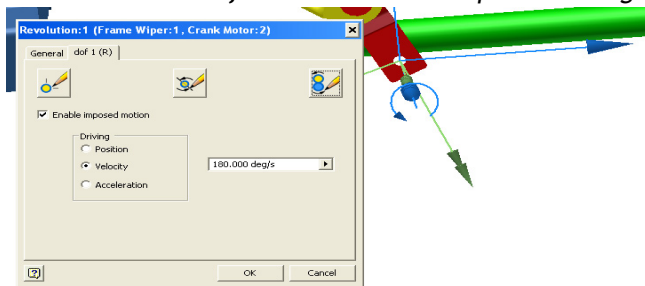 Revolution:1 (Frame Wiper:1, Crank Motor:2)
General dof 1 (R)
Enable imposed motion
Driving
Position
Velocity
180.000 deg/s
Acceleration
OK Cancel